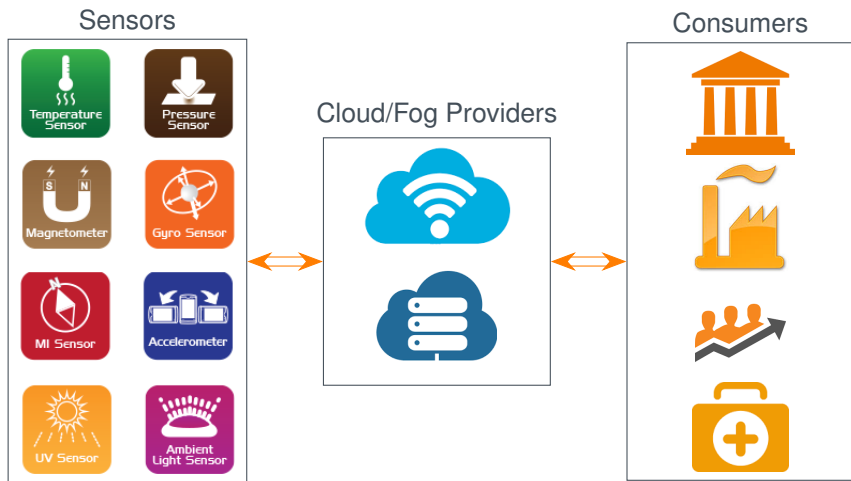 Sensors
Temperature
Sensor
Pressure
Sensor
S
N
Magnetometer
Gyro Sensor
N
MI Sensor
Accelerometer
UV Sensor
Ambient
Light Sensor
Cloud/Fog Providers
Consumers